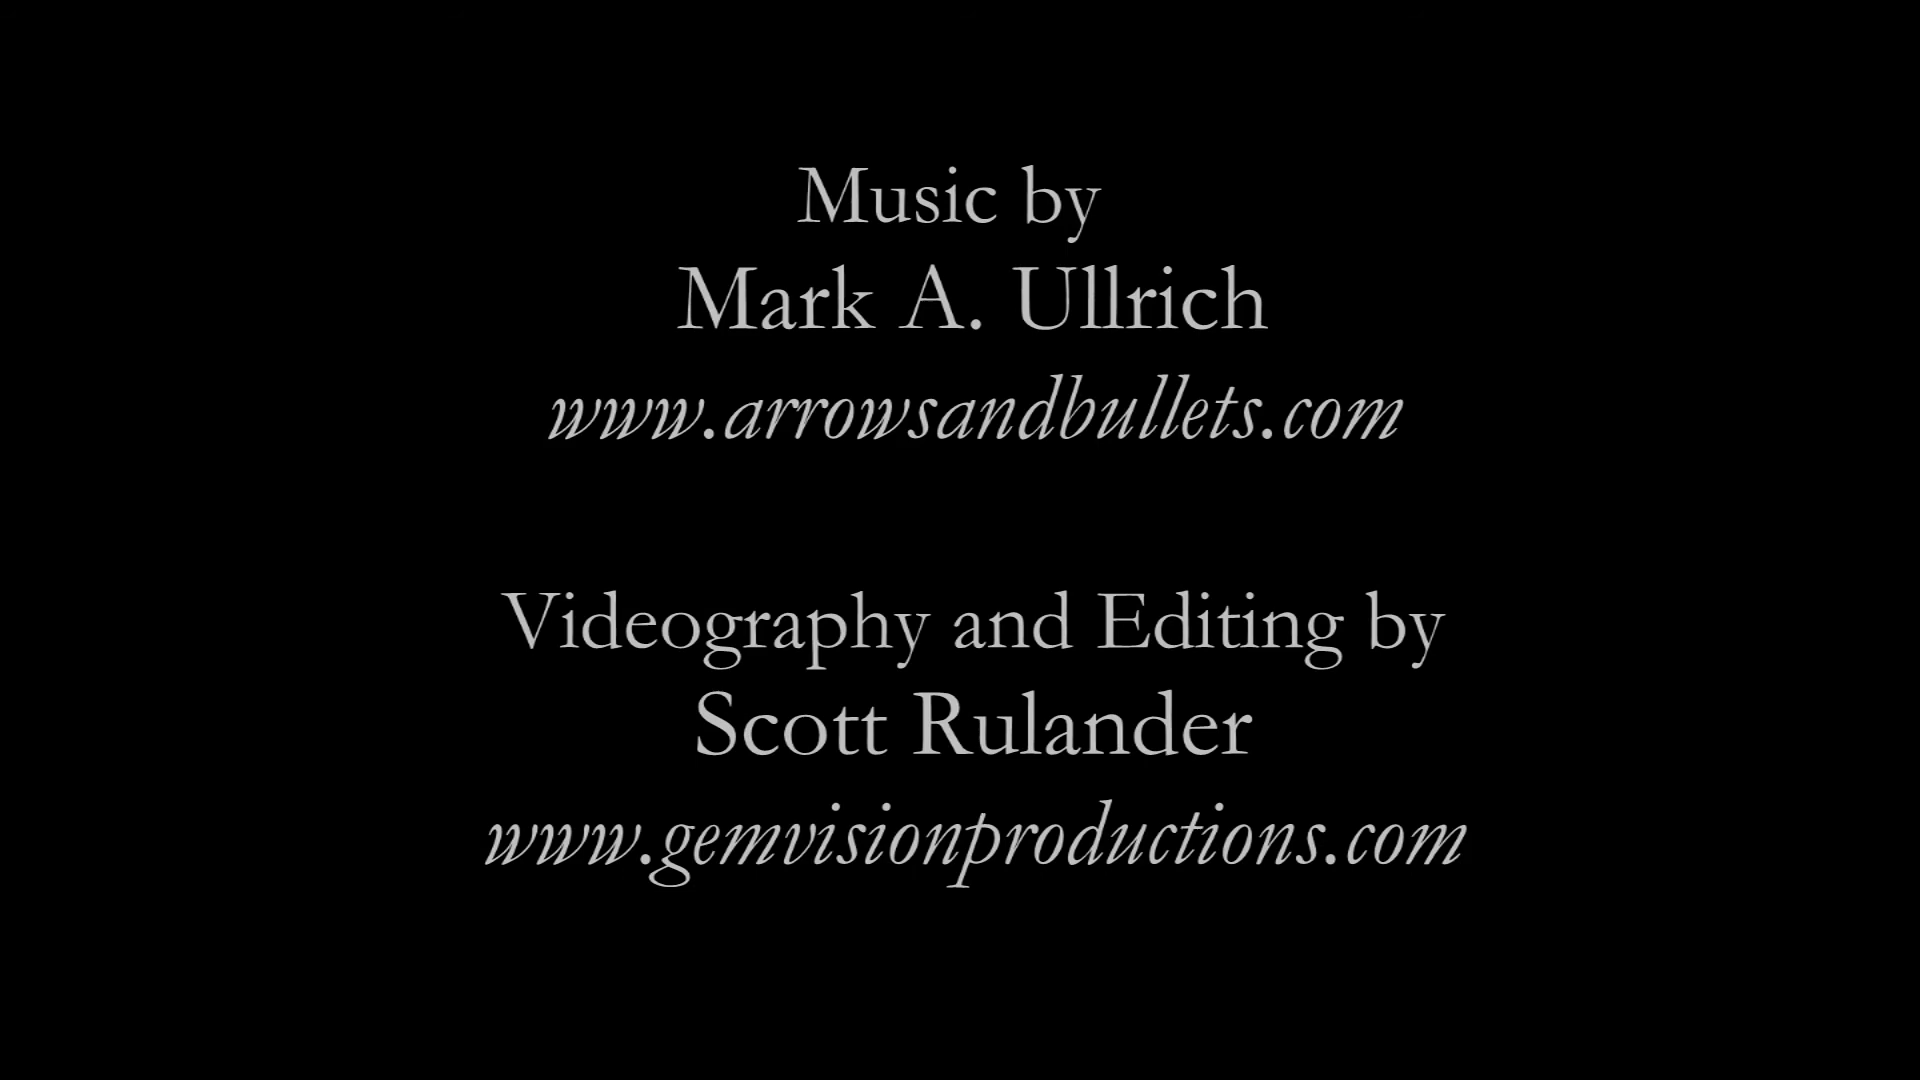 Music by
Mark A. Ullrich
www.arrowsandbullets.com
Videography and Editing by
Scott Rulander
www.gemvisionproductions.com